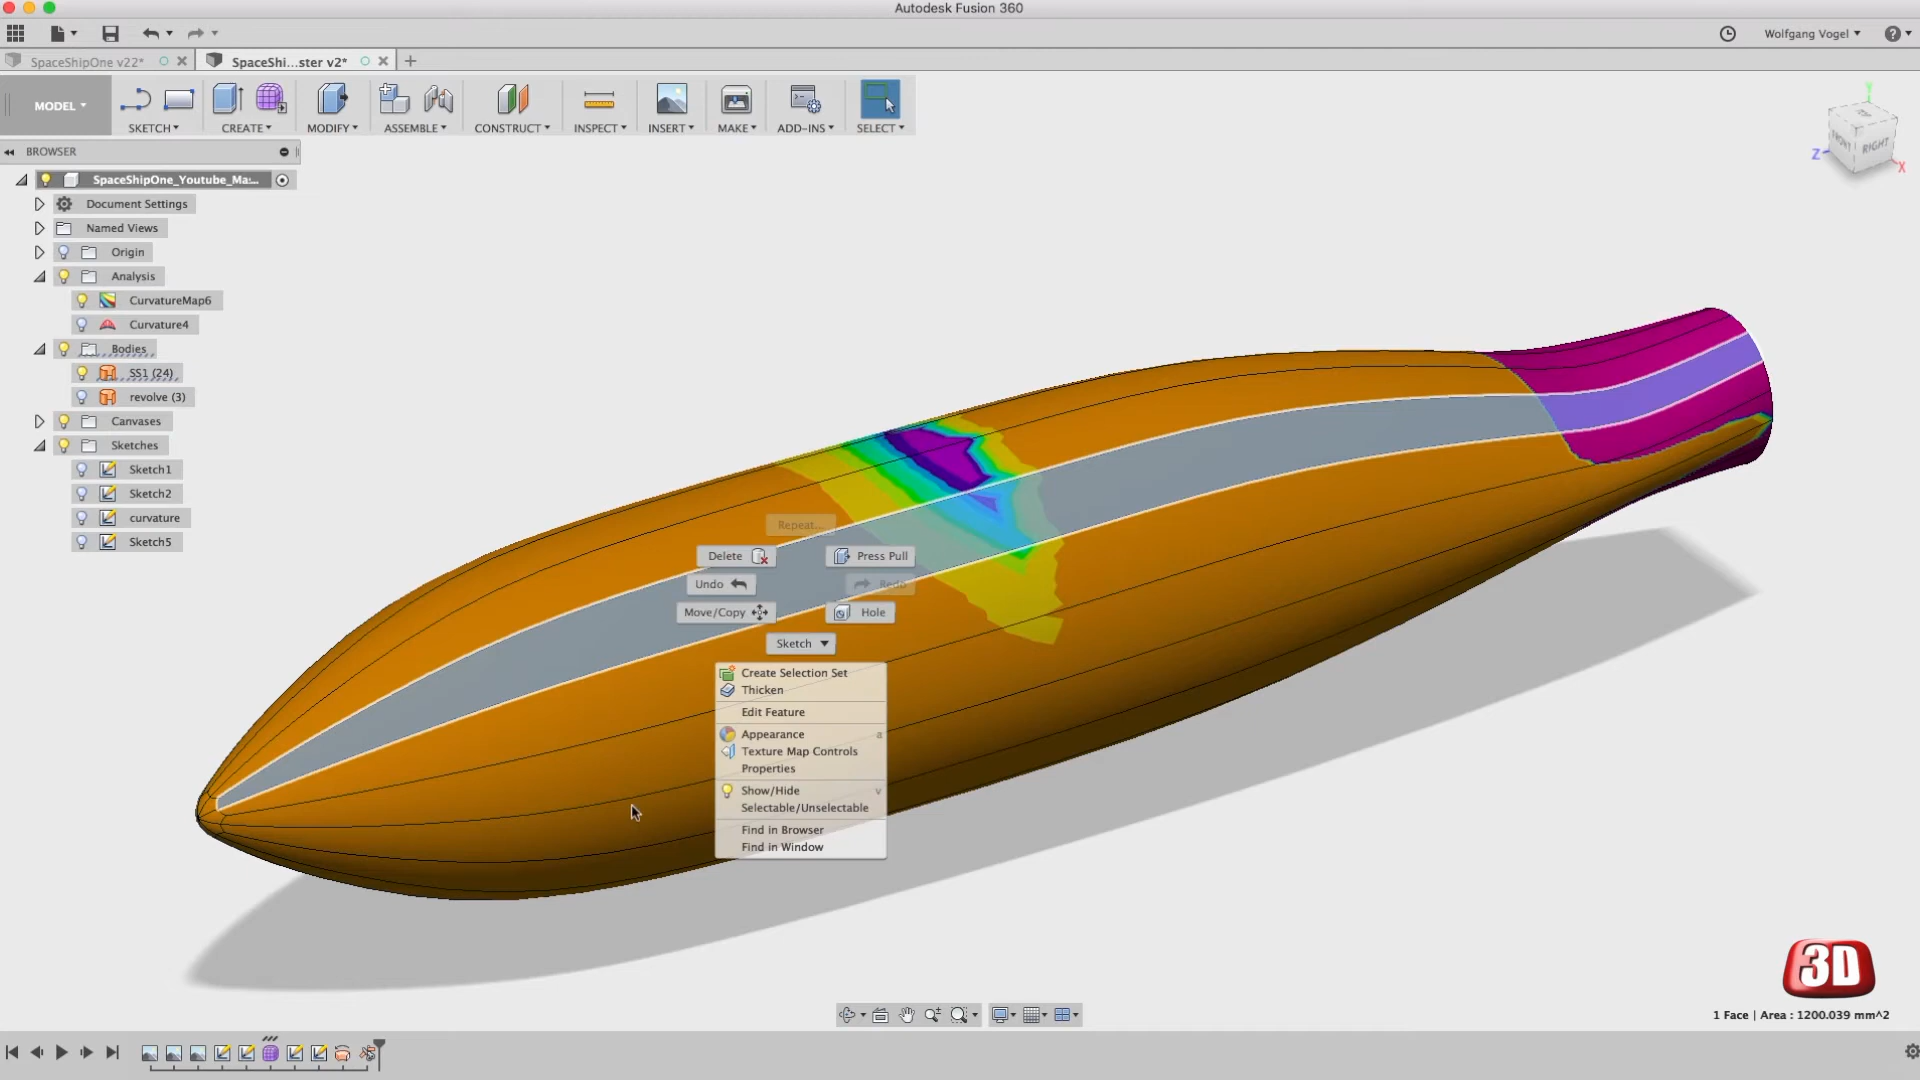 Autodesk Fusion 360
Wolfgang Vogel
SpaceShipOne v22*
SpaceShi...ster v2*
MODEL
SKETCH
CREATE
MODIFY
ASSEMBLE
CONSTRUCT
INSPECT
INSERT
MAKE
ADD-INS
SELECT
BROWSER
SpaceShipOne_Youtube_Ma...
Document Settings
Named Views
Origin
Analysis
CurvatureMap6
Curvature4
Bodies
SS1 (24)
revolve (3)
Canvases
Sketches
Sketch1
Sketch2
curvature
Sketch5
Y
Z
X
FRONT
RIGHT
Repeat...
Delete
Press Pull
Undo
Redo
Move/Copy
Hole
Sketch
Create Selection Set
Thicken
Edit Feature
Appearance a
Texture Map Controls
Properties
Show/Hide v
Selectable/Unselectable
Find in Browser
Find in Window
3D
1 Face | Area : 1200.039 mm^2